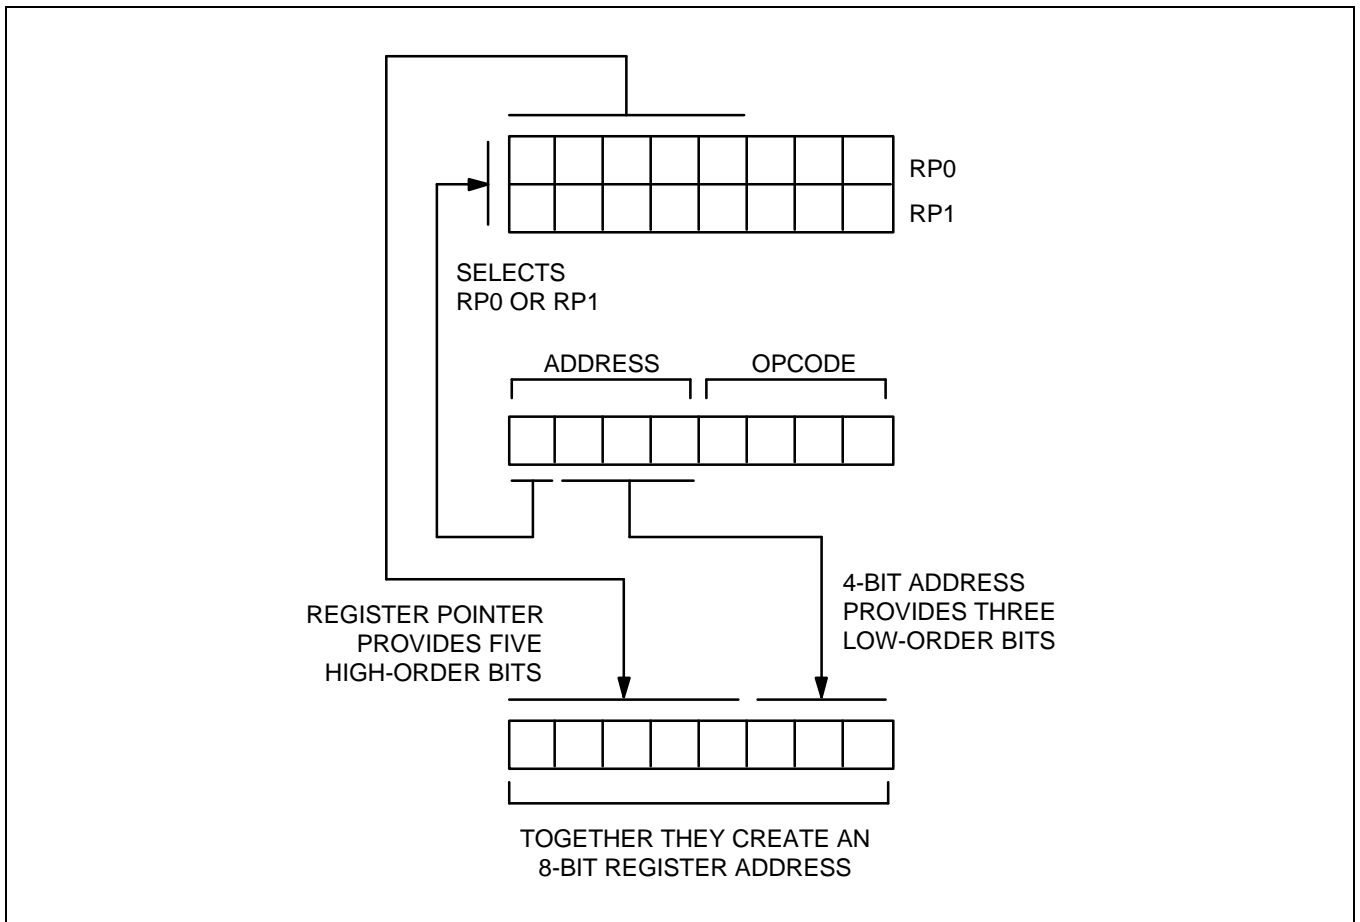 RP0
RP1
SELECTS
RP0 OR RP1
ADDRESS
OPCODE
4-BIT ADDRESS
PROVIDES THREE
LOW-ORDER BITS
REGISTER POINTER
PROVIDES FIVE
HIGH-ORDER BITS
TOGETHER THEY CREATE AN
8-BIT REGISTER ADDRESS